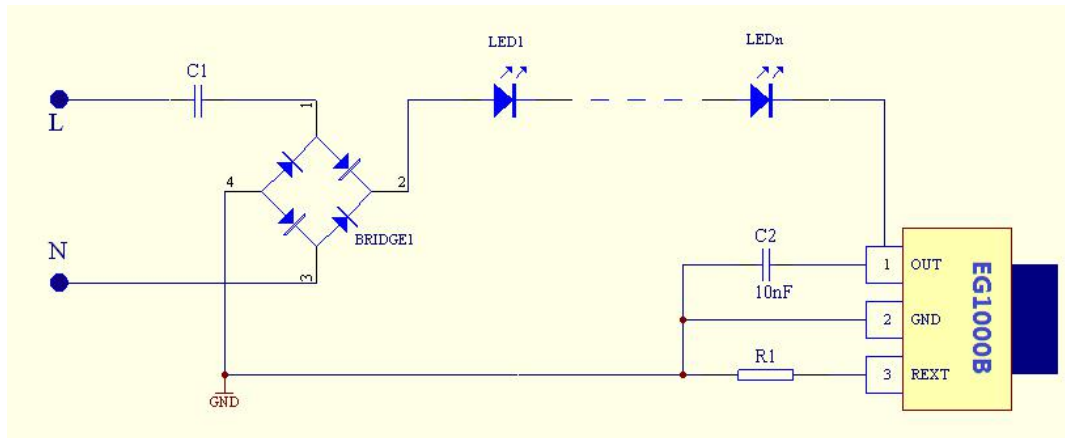 LED1
LEDn
C1
L
1
4
2
N
BRIDGE1
3
GND
C2
10nF
1 OUT
2 GND
R1
3 REXT
EG1000B